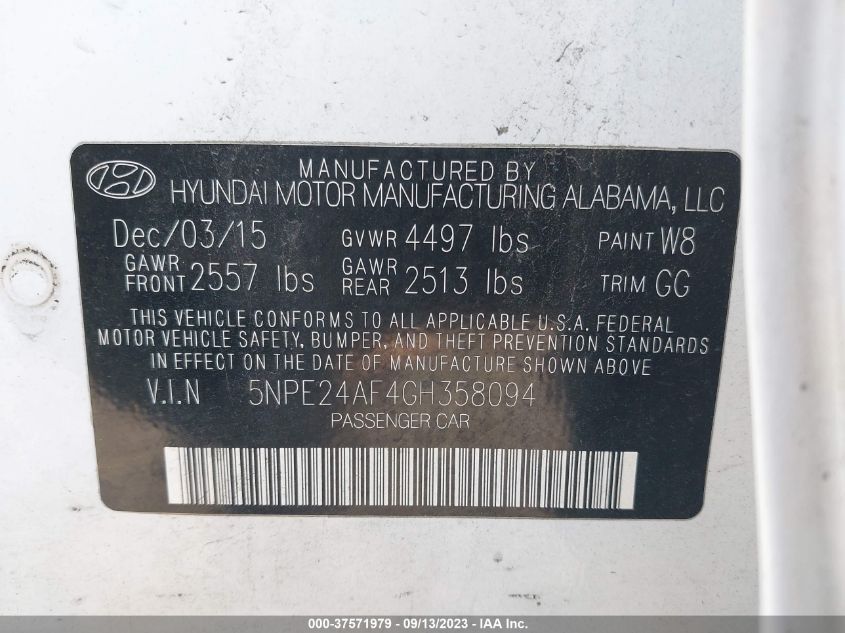 MANUFACTURED BY
HYUNDAI MOTOR MANUFACTURING ALABAMA, LLC
Dec/03/15 GVWR 4497 lbs PAINT W8
GAWR FRONT 2557 lbs GAWR REAR 2513 lbs TRIM GG
THIS VEHICLE CONFORMS TO ALL APPLICABLE U.S.A. FEDERAL
MOTOR VEHICLE SAFETY, BUMPER, AND THEFT PREVENTION STANDARDS
IN EFFECT ON THE DATE OF MANUFACTURE SHOWN ABOVE
V.I.N 5NPE24AF4GH358094
PASSENGER CAR
000-37571979 - 09/13/2023 - IAA Inc.